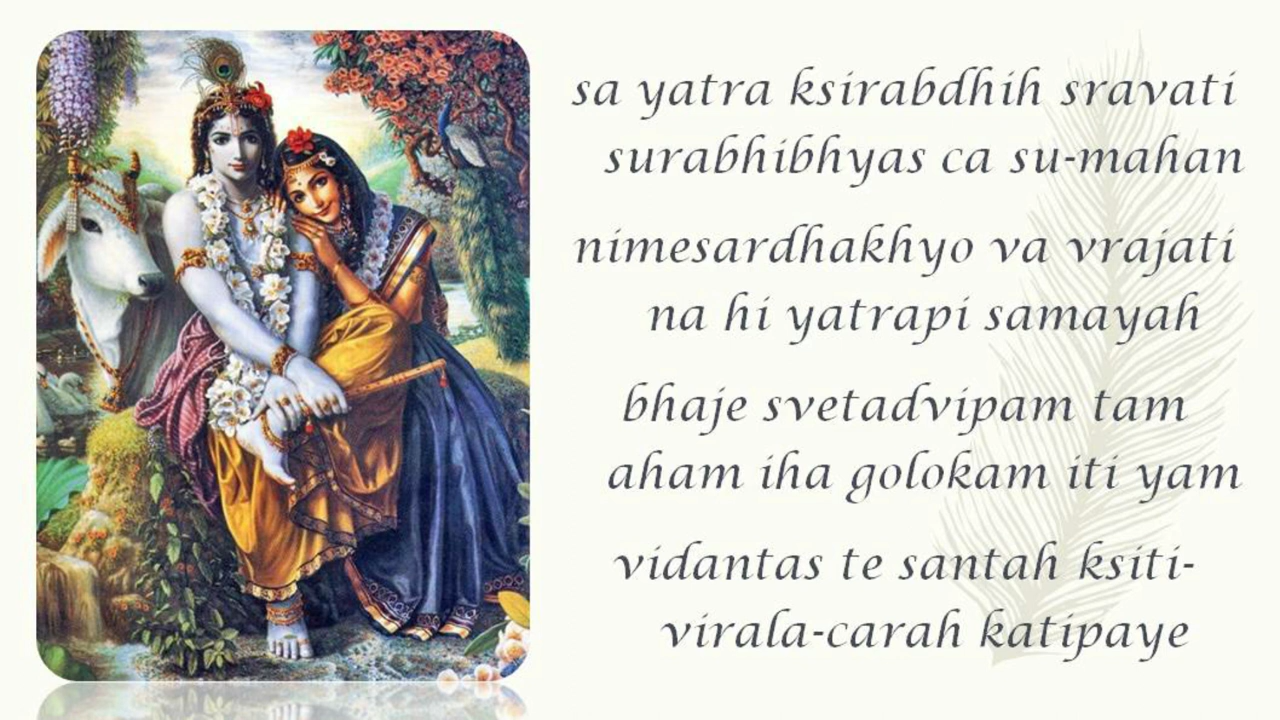 sa yatra ksirabdhih sravati
surabhibhyas ca su-mahan
nimesardhakhyo va vrajati
na hi yatrapi samayah
bhaje svetadvipam tam
aham iha golokam iti yam
vidantas te santah ksiti-
virala-carah katipaye